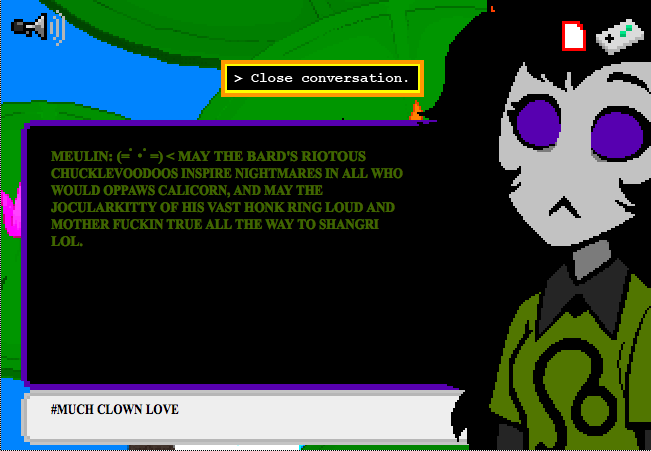 > Close conversation.
MEULIN: (=ﾟ･ﾟ=) < MAY THE BARD'S RIOTOUS
CHUCKLEVOODOOS INSPIRE NIGHTMARES IN ALL WHO
WOULD OPPAWS CALICORN, AND MAY THE
JOCULARKITTY OF HIS VAST HONK RING LOUD AND
MOTHER FUCKIN TRUE ALL THE WAY TO SHANGRI
LOL.
#MUCH CLOWN LOVE